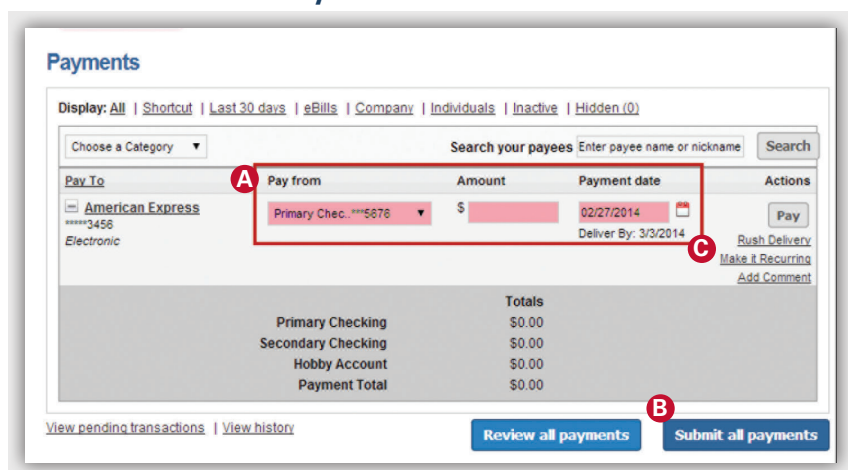 Payments
Display: All | Shortcut | Last 30 days | eBills | Company | Individuals | Inactive | Hidden (0)
Choose a Category Search your payees Enter payee name or nickname Search
Pay To A Pay from Amount Payment date Actions
American Express Primary Chec..***5678 $ 02/27/2014 Pay
*****3456 Deliver By: 3/3/2014 Rush Delivery
Electronic C Make it Recurring
Add Comment
Totals
Primary Checking $0.00
Secondary Checking $0.00
Hobby Account $0.00
Payment Total $0.00
B
View pending transactions | View history Review all payments Submit all payments